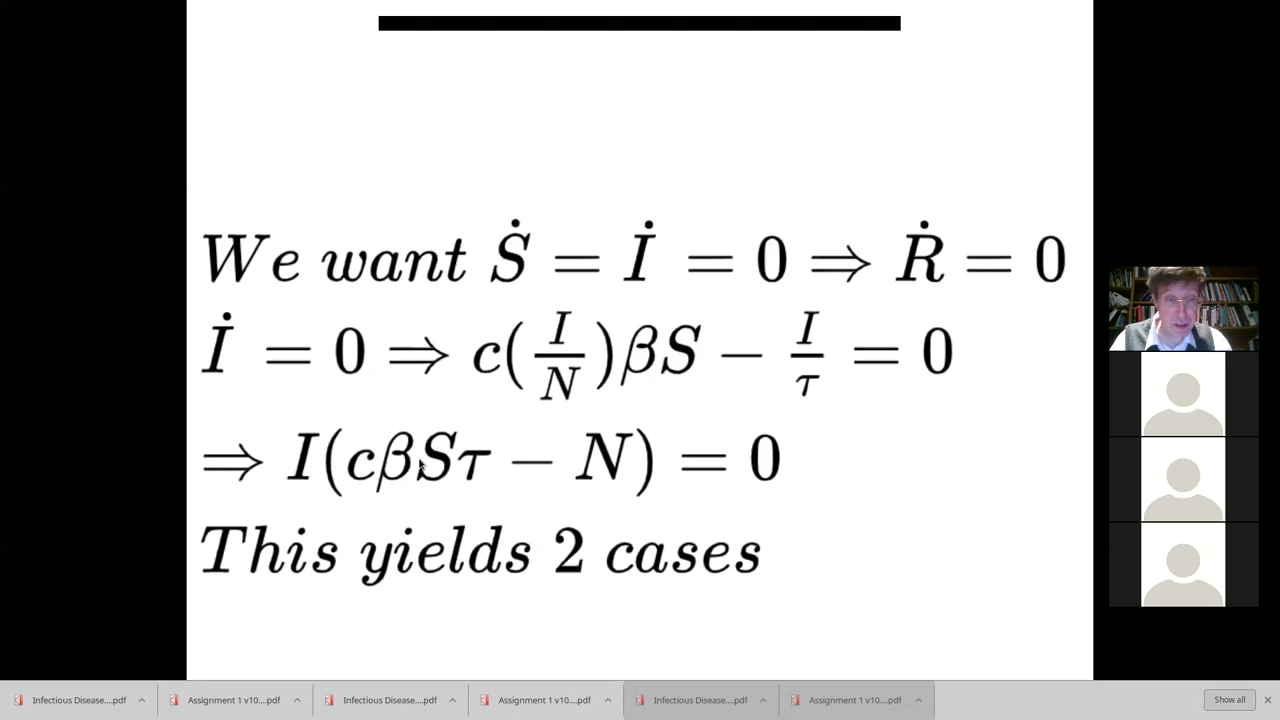 We want Ṡ = İ = 0 ⇒ Ṙ = 0
İ = 0 ⇒ c(I/N)βS − I/τ = 0
⇒ I(cβSτ − N) = 0
This yields 2 cases
Infectious Disease....pdf
Assignment 1 v10....pdf
Infectious Disease....pdf
Assignment 1 v10....pdf
Infectious Disease....pdf
Assignment 1 v10....pdf
Show all